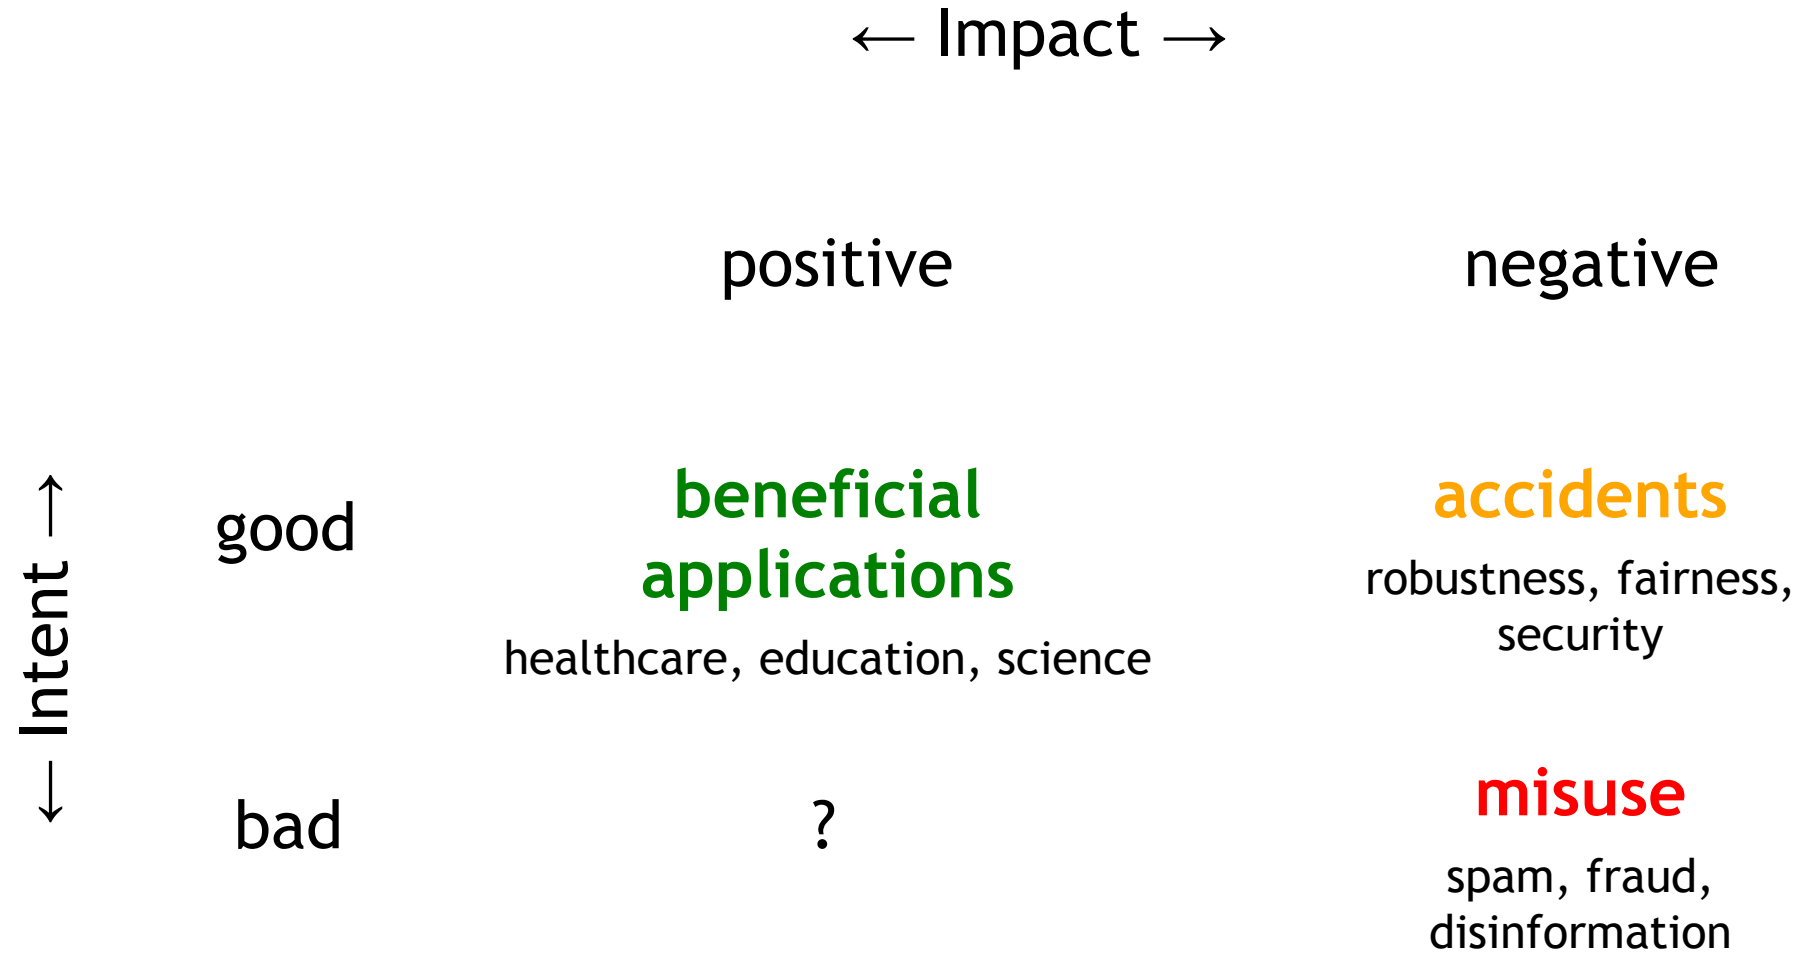 ← Impact →
positive
negative
← Intent →
good
beneficial
applications
healthcare, education, science
accidents
robustness, fairness,
security
bad
?
misuse
spam, fraud,
disinformation